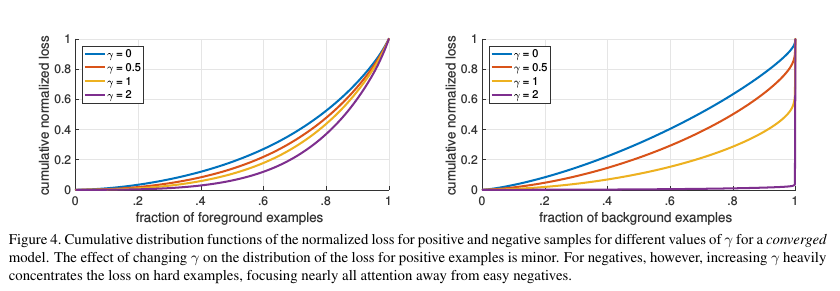 cumulative normalized loss
1
0.8
0.6
0.4
0.2
0
γ = 0
γ = 0.5
γ = 1
γ = 2
0
.2
.4
.6
.8
1
fraction of foreground examples
cumulative normalized loss
1
0.8
0.6
0.4
0.2
0
γ = 0
γ = 0.5
γ = 1
γ = 2
0
.2
.4
.6
.8
1
fraction of background examples
Figure 4. Cumulative distribution functions of the normalized loss for positive and negative samples for different values of γ for a converged
model. The effect of changing γ on the distribution of the loss for positive examples is minor. For negatives, however, increasing γ heavily
concentrates the loss on hard examples, focusing nearly all attention away from easy negatives.